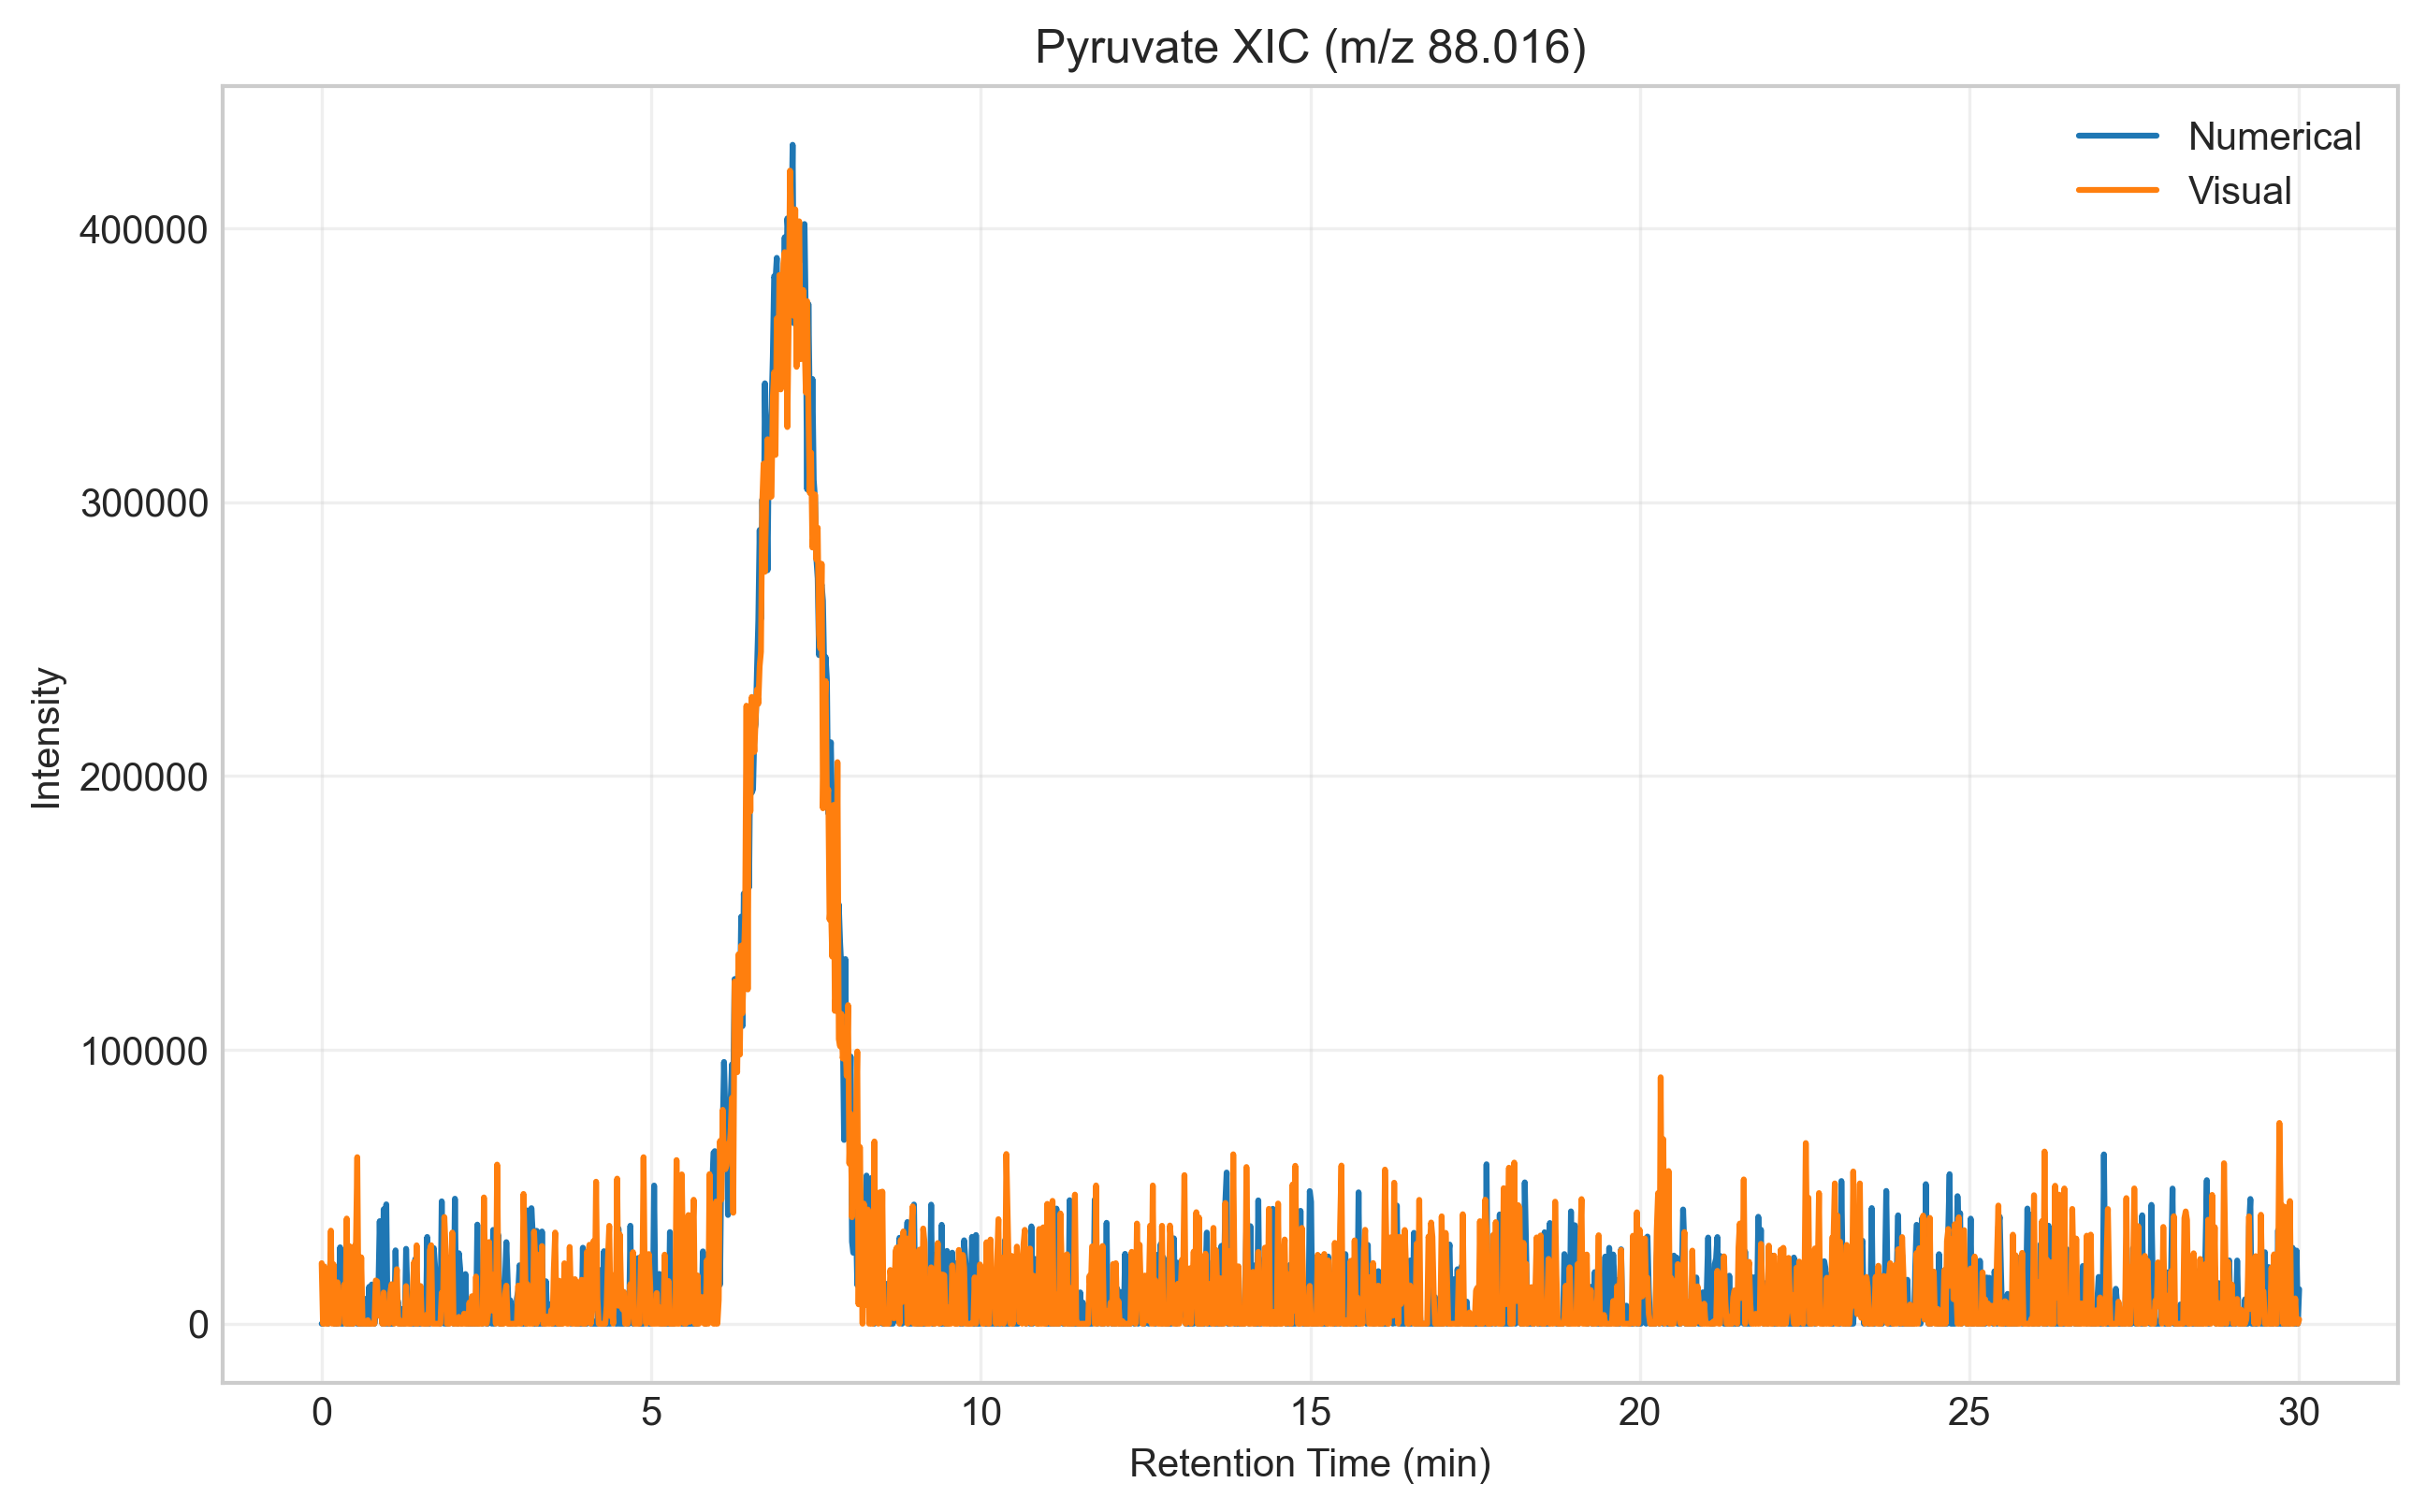 Pyruvate XIC (m/z 88.016)
Numerical
Visual
400000
300000
200000
100000
0
Intensity
0 5 10 15 20 25 30
Retention Time (min)